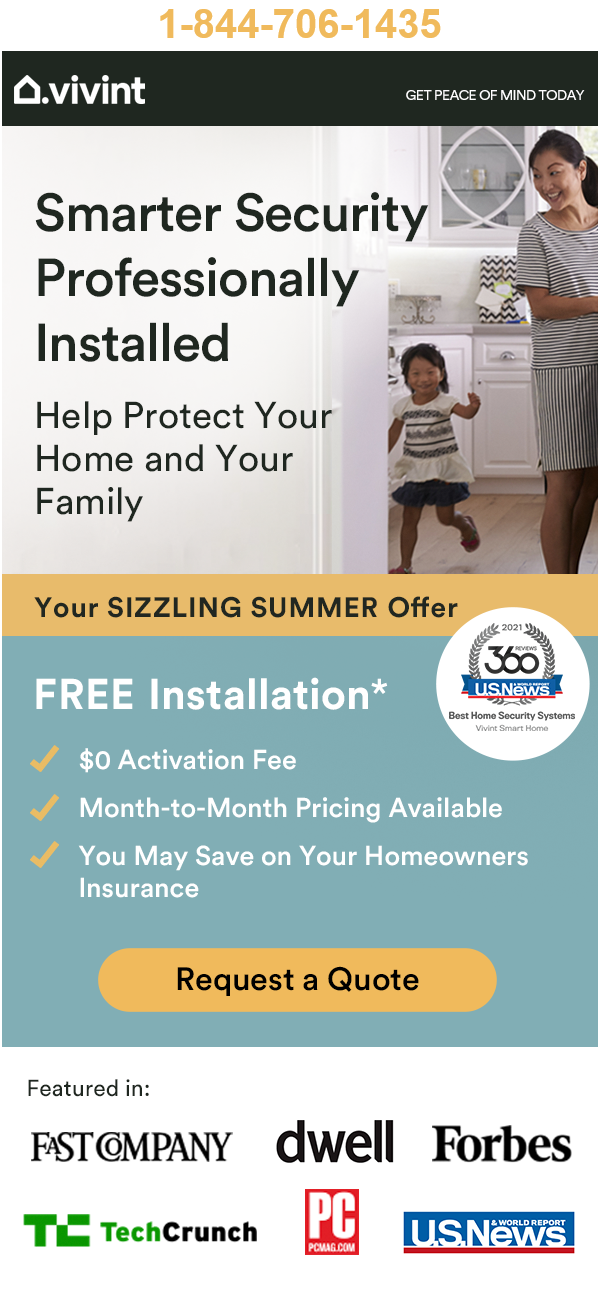 1-844-706-1435
vivint
GET PEACE OF MIND TODAY
Smarter Security
Professionally
Installed
Help Protect Your
Home and Your
Family
Your SIZZLING SUMMER Offer
2021
360
REVIEWS
U.S.News
& WORLD REPORT
Best Home Security Systems
Vivint Smart Home
FREE Installation*
$0 Activation Fee
Month-to-Month Pricing Available
You May Save on Your Homeowners
Insurance
Request a Quote
Featured in:
FAST COMPANY
dwell
Forbes
TC TechCrunch
PC
PCMAG.COM
& WORLD REPORT
U.S.News